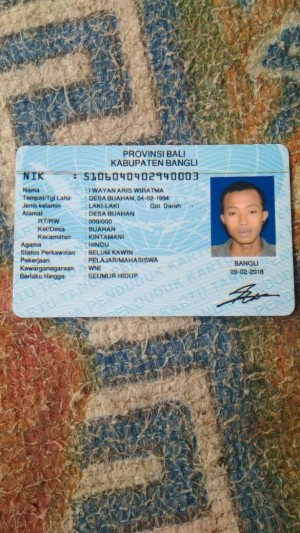 PROVINSI BALI
KABUPATEN BANGLI
NIK : 5106040402940003
Nama : I WAYAN ARIS WIRATMA
Tempat/Tgl Lahir : DESA BUAHAN, 04-02-1994
Jenis kelamin : LAKI-LAKI Gol. Darah
Alamat : DESA BUAHAN
RT/RW : 000/000
Kel/Desa : BUAHAN
Kecamatan : KINTAMANI
Agama : HINDU
Status Perkawinan : BELUM KAWIN
Pekerjaan : PELAJAR/MAHASISWA
Kewarganegaraan : WNI
Berlaku Hingga : SEUMUR HIDUP
BANGLI
09-02-2018